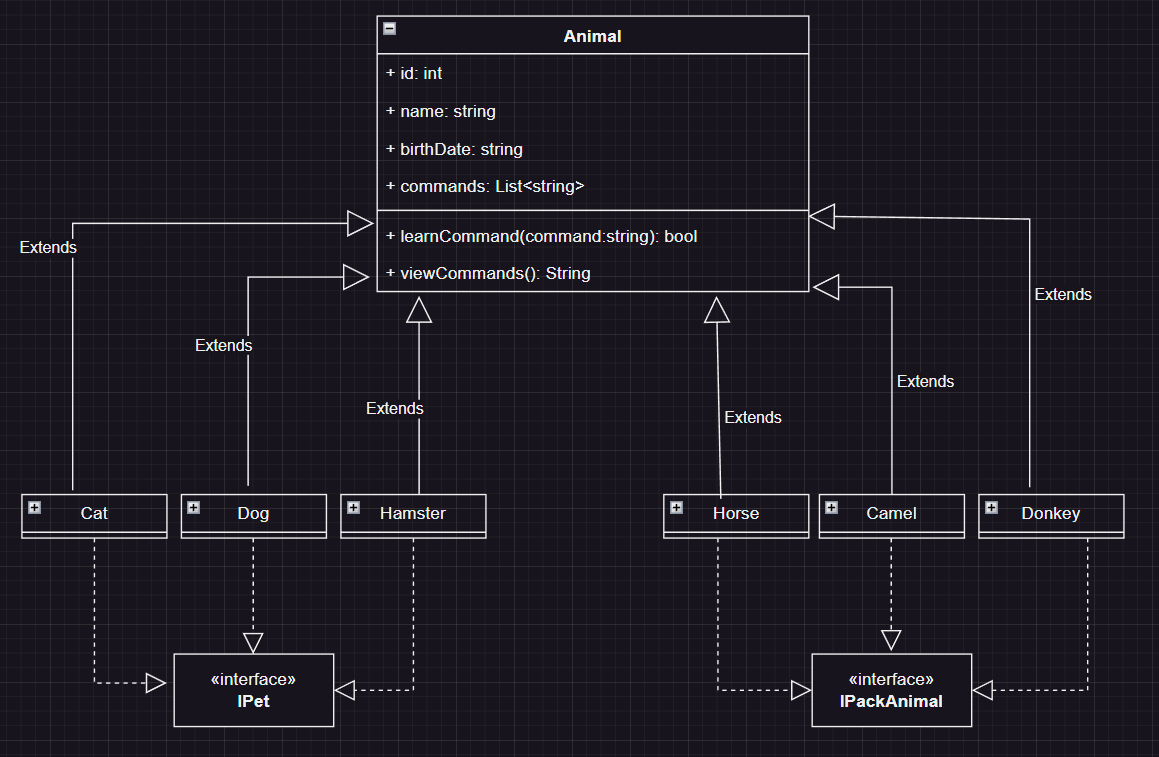 Animal
+ id: int
+ name: string
+ birthDate: string
+ commands: List<string>
+ learnCommand(command:string): bool
+ viewCommands(): String
Extends
Extends
Extends
Extends
Extends
Extends
Cat
Dog
Hamster
Horse
Camel
Donkey
«interface»
IPet
«interface»
IPackAnimal